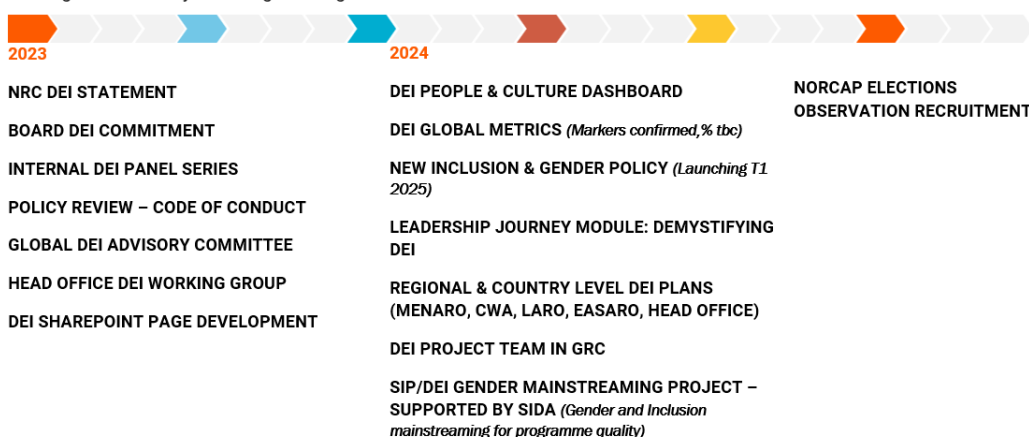 2023
NRC DEI STATEMENT
BOARD DEI COMMITMENT
INTERNAL DEI PANEL SERIES
POLICY REVIEW – CODE OF CONDUCT
GLOBAL DEI ADVISORY COMMITTEE
HEAD OFFICE DEI WORKING GROUP
DEI SHAREPOINT PAGE DEVELOPMENT
2024
DEI PEOPLE & CULTURE DASHBOARD
DEI GLOBAL METRICS (Markers confirmed,% tbc)
NEW INCLUSION & GENDER POLICY (Launching T1
2025)
LEADERSHIP JOURNEY MODULE: DEMYSTIFYING
DEI
REGIONAL & COUNTRY LEVEL DEI PLANS
(MENARO, CWA, LARO, EASARO, HEAD OFFICE)
DEI PROJECT TEAM IN GRC
SIP/DEI GENDER MAINSTREAMING PROJECT –
SUPPORTED BY SIDA (Gender and Inclusion
mainstreaming for programme quality)
NORCAP ELECTIONS
OBSERVATION RECRUITMENT